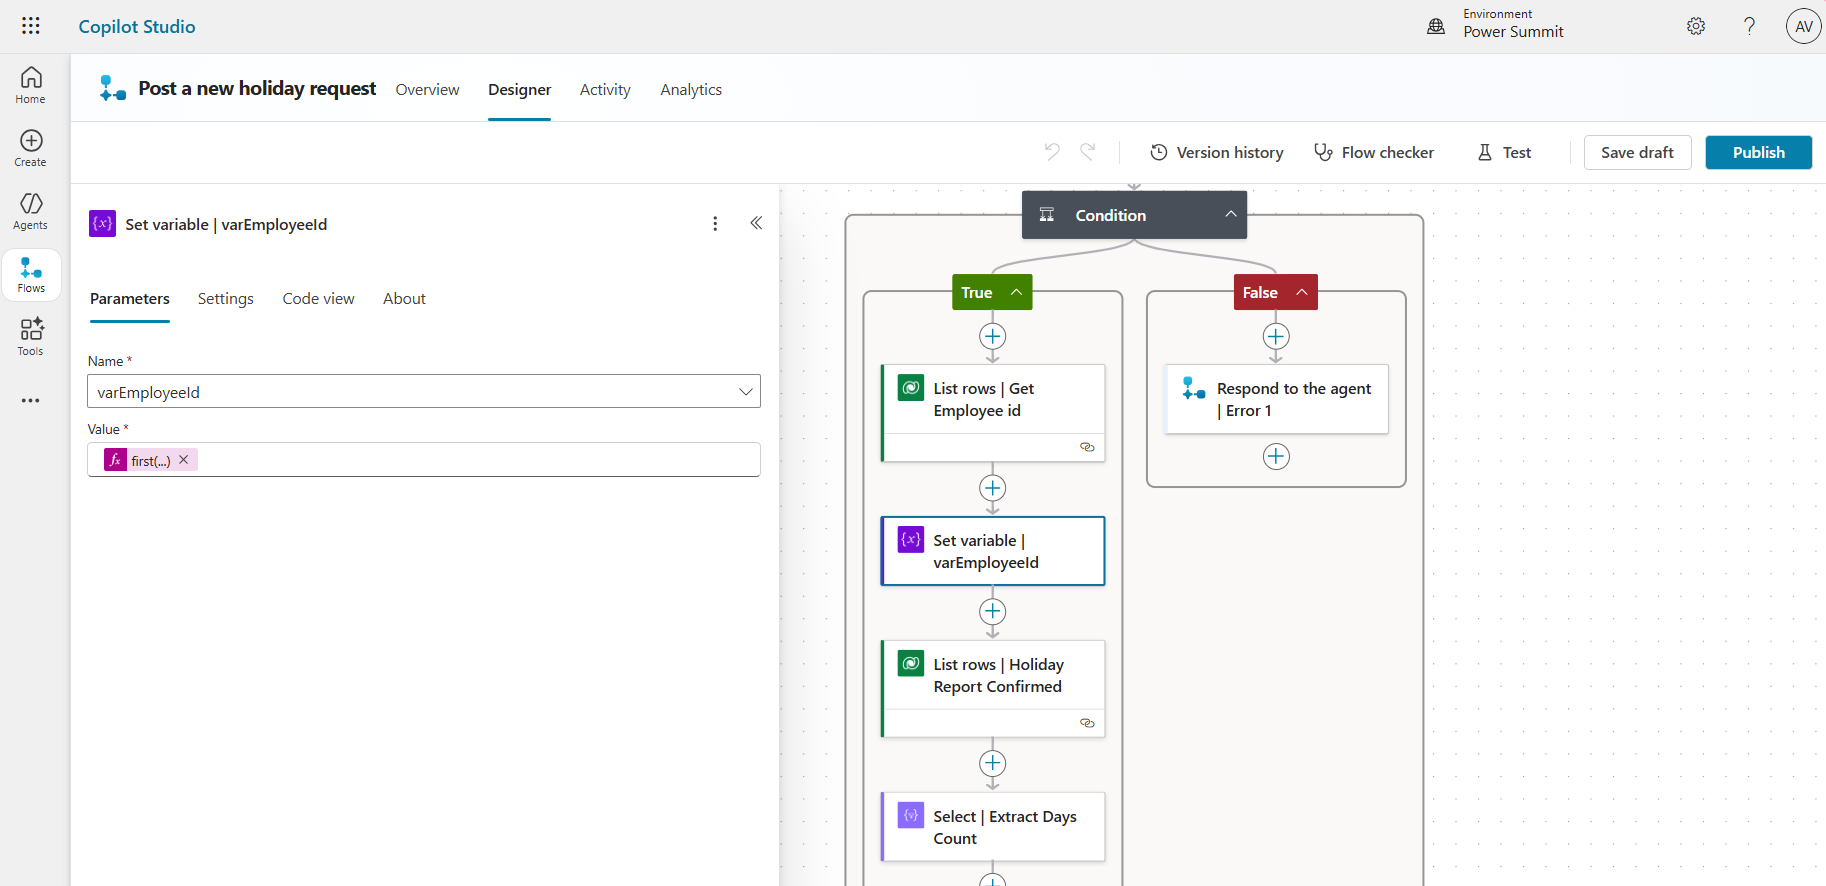 Copilot Studio
Environment
Power Summit
?
AV
Home
Create
Agents
Flows
Tools
Post a new holiday request
Overview
Designer
Activity
Analytics
Version history
Flow checker
Test
Save draft
Publish
{x}
Set variable | varEmployeeId
Parameters
Settings
Code view
About
Name *
varEmployeeId
Value *
fx first(...)
Condition
True
List rows | Get
Employee id
{x}
Set variable |
varEmployeeId
List rows | Holiday
Report Confirmed
Select | Extract Days
Count
False
Respond to the agent
| Error 1